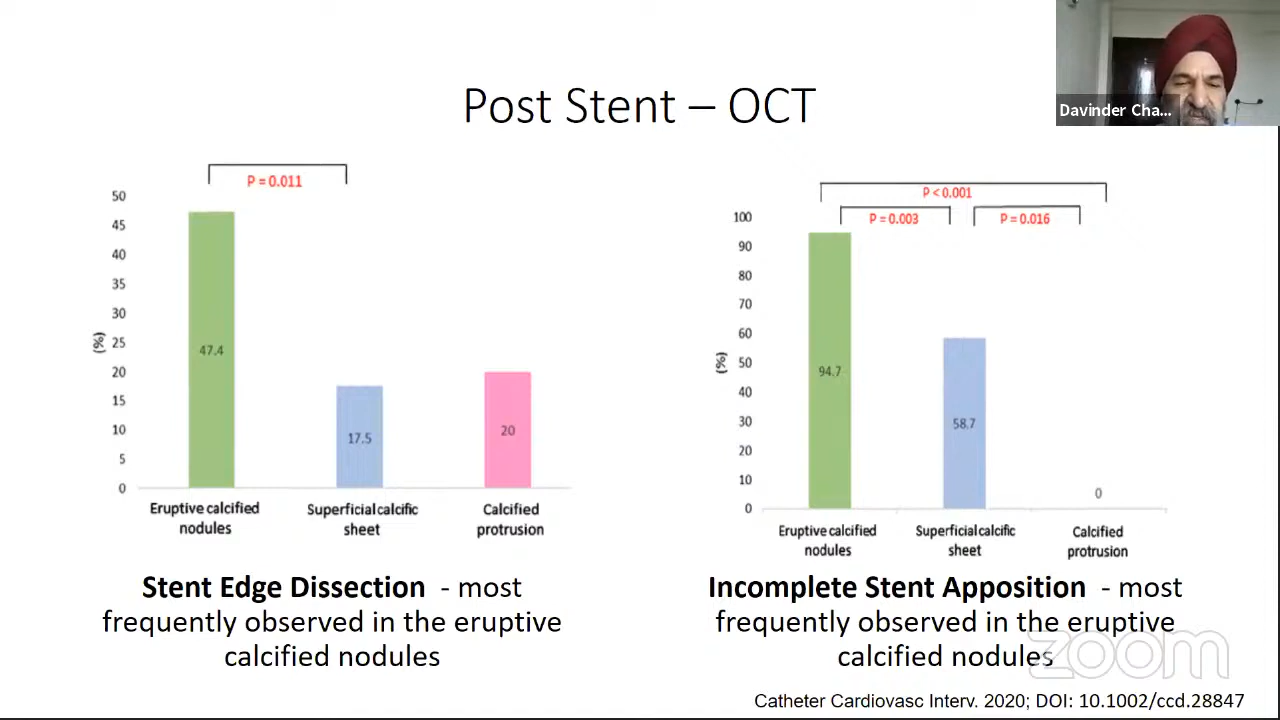 Post Stent – OCT
Davinder Cha...
P = 0.011
50
45
40
35
30
25
20
15
10
5
0
(%)
47.4
17.5
20
Eruptive calcified
nodules
Superficial calcific
sheet
Calcified
protrusion
Stent Edge Dissection - most
frequently observed in the eruptive
calcified nodules
P < 0.001
P = 0.003
P = 0.016
100
90
80
70
60
50
40
30
20
10
0
(%)
94.7
58.7
0
Eruptive calcified
nodules
Superficial calcific
sheet
Calcified
protrusion
Incomplete Stent Apposition - most
frequently observed in the eruptive
calcified nodules
zoom
Catheter Cardiovasc Interv. 2020; DOI: 10.1002/ccd.28847